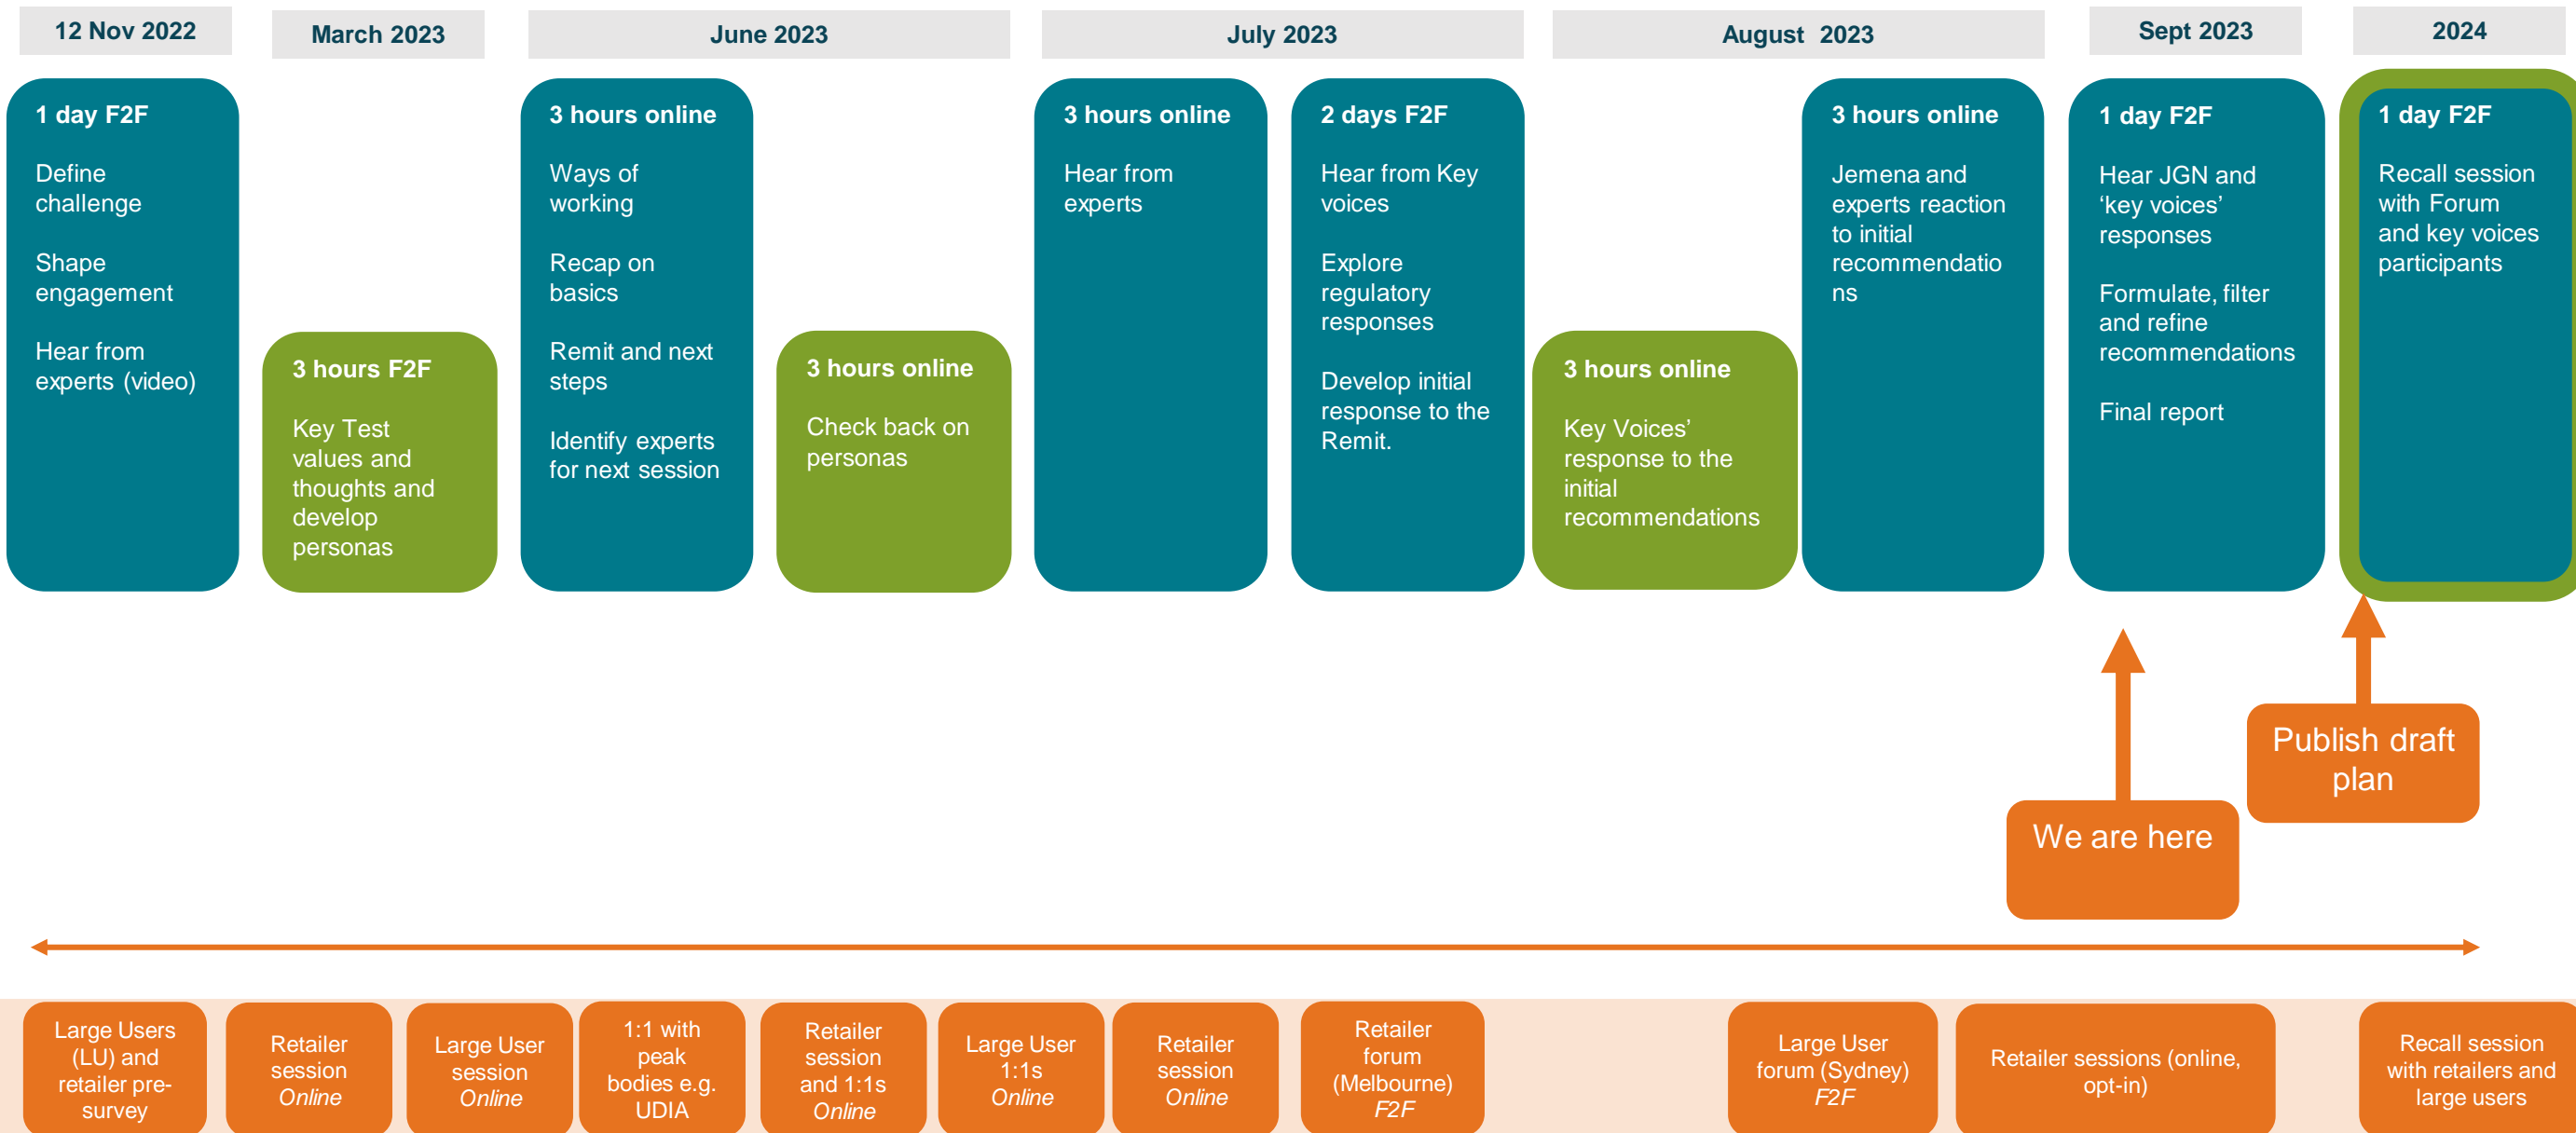 12 Nov 2022
March 2023
June 2023
July 2023
August 2023
Sept 2023
2024
1 day F2F
Define
challenge
Shape
engagement
Hear from
experts (video)
3 hours F2F
Key Test
values and
thoughts and
develop
personas
3 hours online
Ways of
working
Recap on
basics
Remit and next
steps
Identify experts
for next session
3 hours online
Check back on
personas
3 hours online
Hear from
experts
2 days F2F
Hear from Key
voices
Explore
regulatory
responses
Develop initial
response to the
Remit.
3 hours online
Key Voices’
response to the
initial
recommendations
3 hours online
Jemena and
experts reaction
to initial
recommendatio
ns
1 day F2F
Hear JGN and
‘key voices’
responses
Formulate, filter
and refine
recommendations
Final report
1 day F2F
Recall session
with Forum
and key voices
participants
Publish draft
plan
We are here
Large Users
(LU) and
retailer pre-
survey
Retailer
session
Online
Large User
session
Online
1:1 with
peak
bodies e.g.
UDIA
Retailer
session
and 1:1s
Online
Large User
1:1s
Online
Retailer
session
Online
Retailer
forum
(Melbourne)
F2F
Large User
forum (Sydney)
F2F
Retailer sessions (online,
opt-in)
Recall session
with retailers and
large users